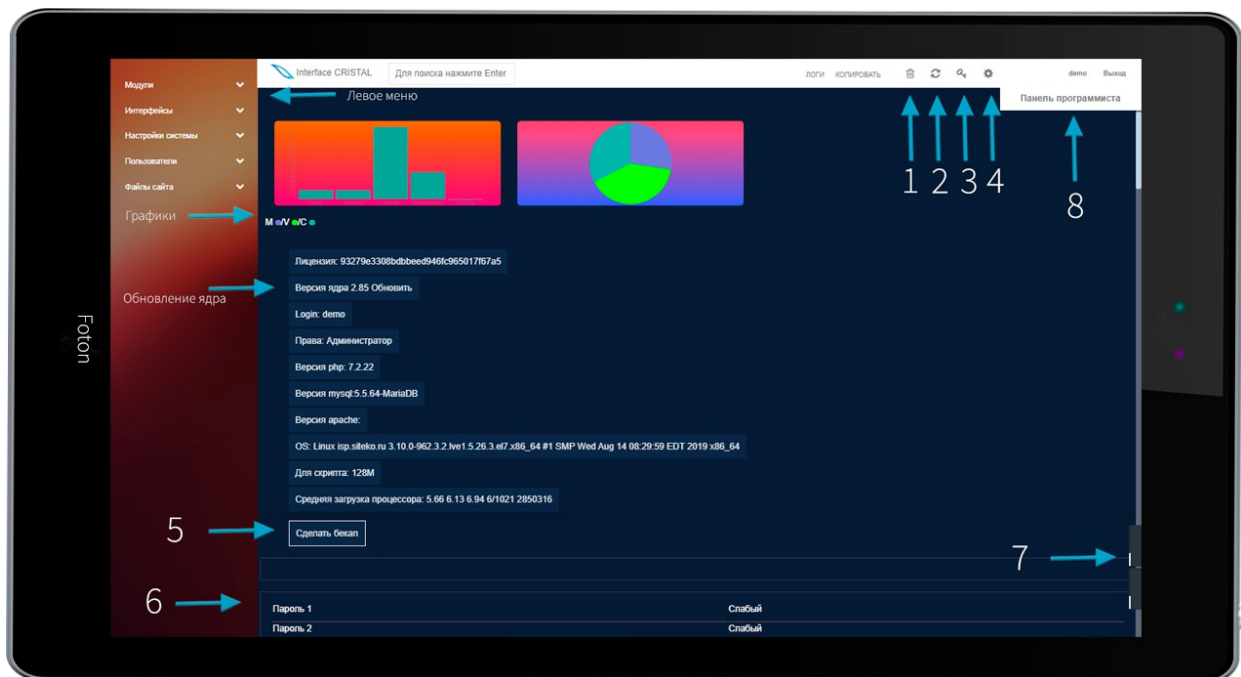 Interface CRISTAL
Для поиска нажмите Enter
ЛОГИ
КОПИРОВАТЬ
demo
Выход
Модули
Левое меню
Панель программиста
Интерфейсы
Настройки системы
Пользователи
Файлы сайта
1 2 3 4
8
Графики
M /V /C
Лицензия: 93279e3308bdbbeed946fc965017f67a5
Версия ядра 2.85 Обновить
Обновление ядра
Login: demo
Foton
Права: Администратор
Версия php: 7.2.22
Версия mysql:5.5.64-MariaDB
Версия apache:
OS: Linux isp.siteko.ru 3.10.0-962.3.2.lve1.5.26.3.el7.x86_64 #1 SMP Wed Aug 14 08:29:59 EDT 2019 x86_64
Для скрипта: 128M
Средняя загрузка процессора: 5.66 6.13 6.94 6/1021 2850316
5
Сделать бекап
7
6
Пароль 1
Слабый
Пароль 2
Слабый